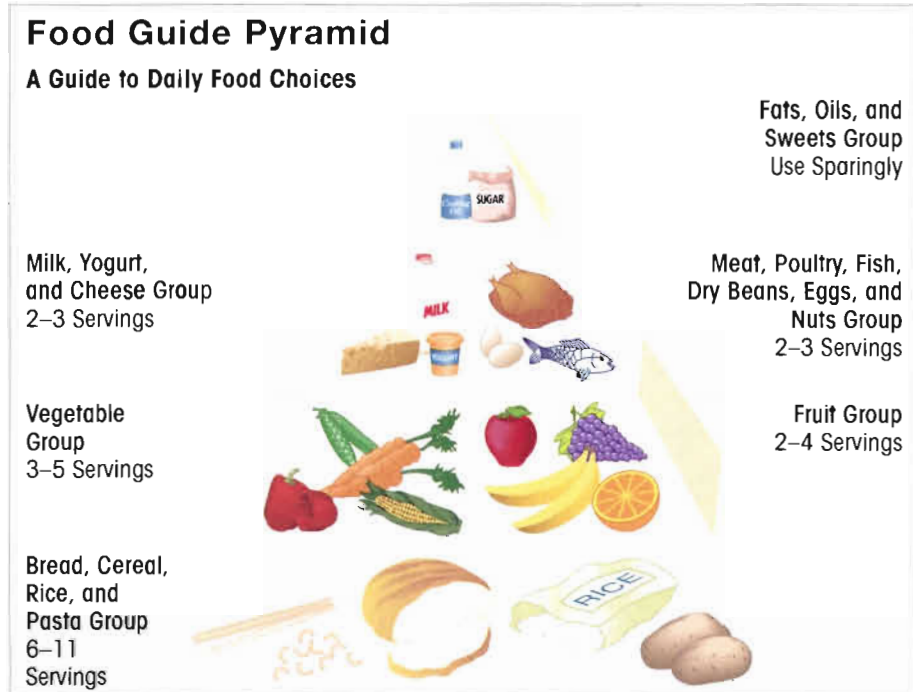 Food Guide Pyramid
A Guide to Daily Food Choices
Fats, Oils, and
Sweets Group
Use Sparingly
SUGAR
Cooking
Oil
Milk, Yogurt,
and Cheese Group
2–3 Servings
MILK
YOGURT
Meat, Poultry, Fish,
Dry Beans, Eggs, and
Nuts Group
2–3 Servings
Vegetable
Group
3–5 Servings
Fruit Group
2–4 Servings
Bread, Cereal,
Rice, and
Pasta Group
6–11
Servings
RICE